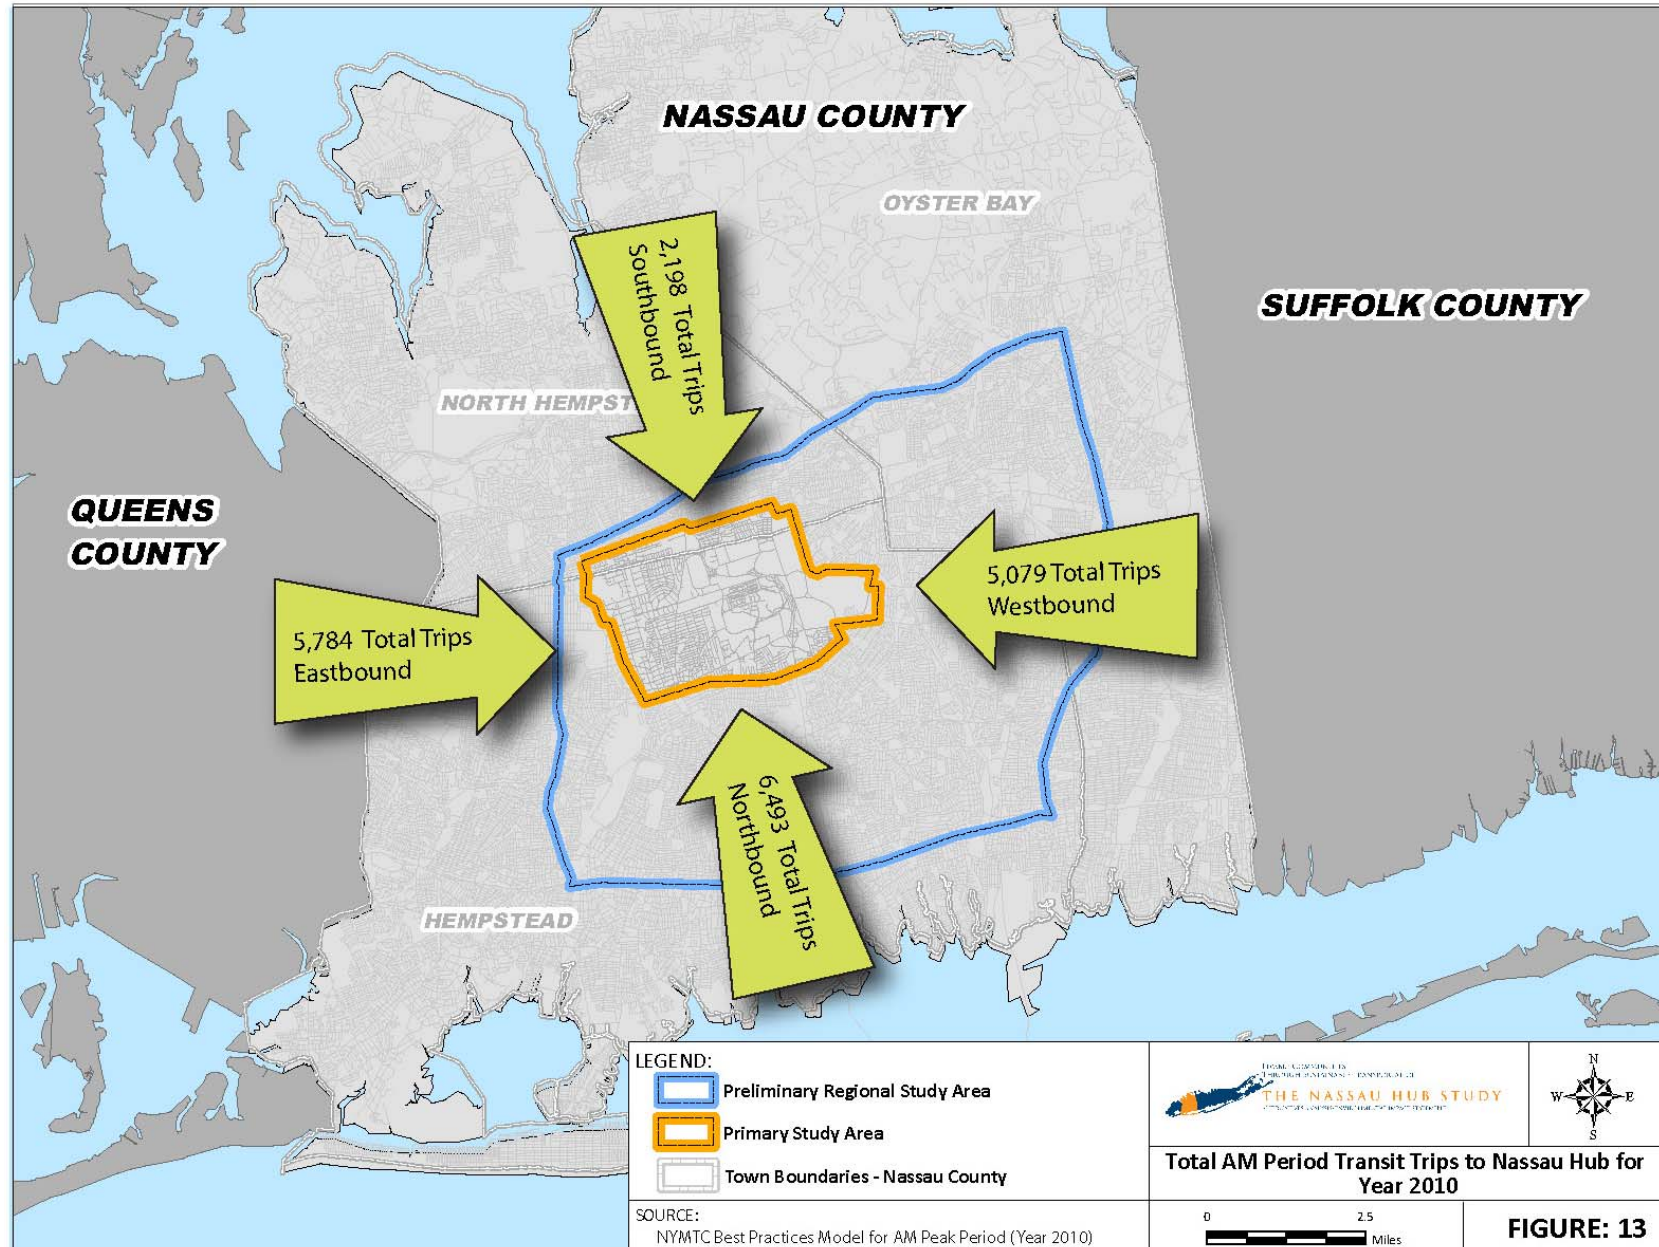 NASSAU COUNTY
OYSTER BAY
2,198 Total Trips
Southbound
SUFFOLK COUNTY
NORTH HEMPST
QUEENS
COUNTY
5,079 Total Trips
Westbound
5,784 Total Trips
Eastbound
6,493 Total Trips
Northbound
HEMPSTEAD
LEGEND:
Preliminary Regional Study Area
Primary Study Area
Town Boundaries - Nassau County
SOURCE:
NYMTC Best Practices Model for AM Peak Period (Year 2010)
THE NASSAU HUB STUDY
N
W E
S
Total AM Period Transit Trips to Nassau Hub for
Year 2010
0 2.5
Miles
FIGURE: 13